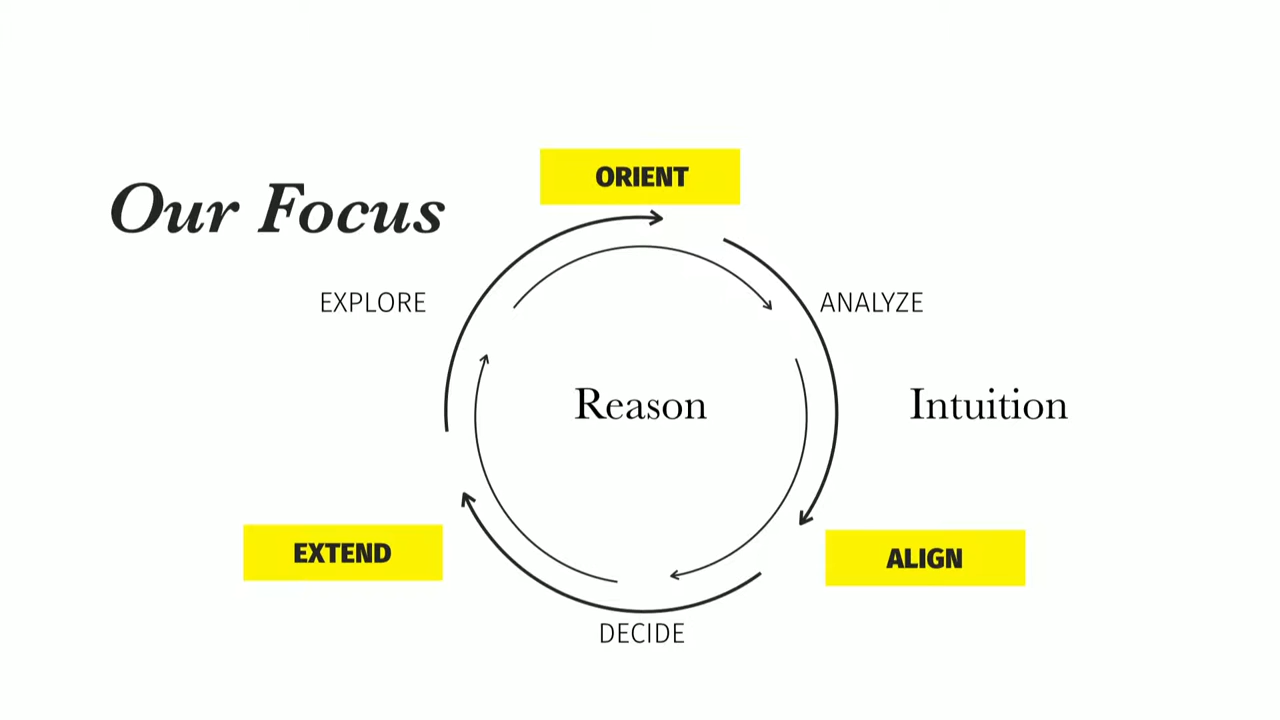 ORIENT
Our Focus
EXPLORE
ANALYZE
Reason
Intuition
EXTEND
ALIGN
DECIDE